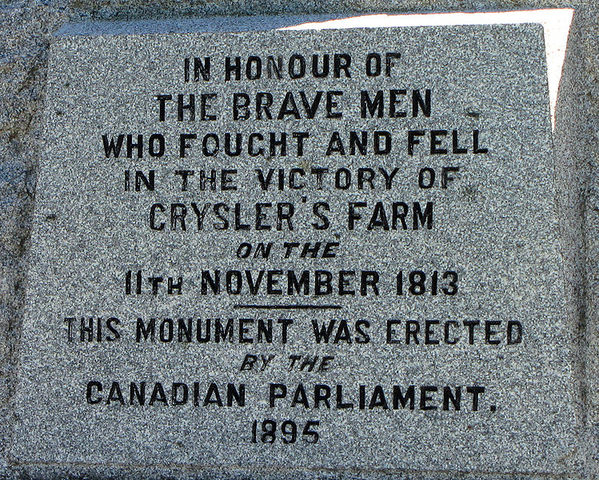 IN HONOUR OF
THE BRAVE MEN
WHO FOUGHT AND FELL
IN THE VICTORY OF
CRYSLER'S FARM
ON THE
11TH NOVEMBER 1813
THIS MONUMENT WAS ERECTED
BY THE
CANADIAN PARLIAMENT,
1895